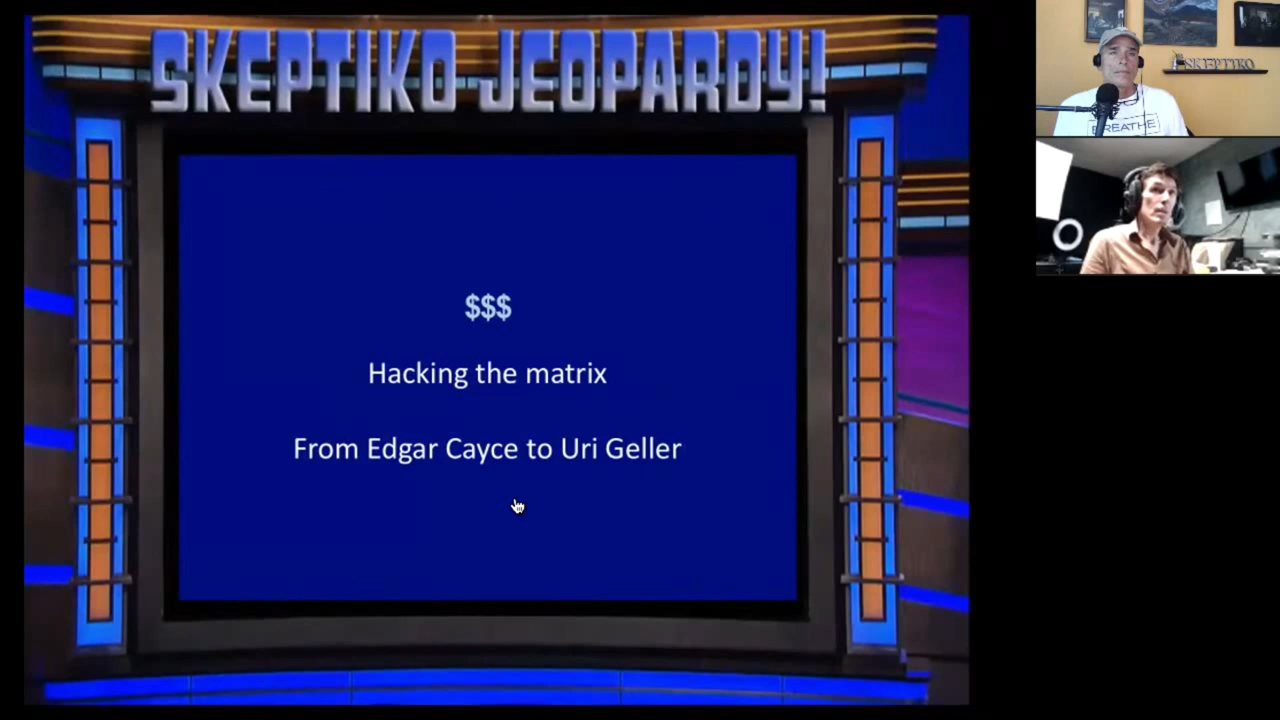 SKEPTIKO JEOPARDY!
$$$
Hacking the matrix
From Edgar Cayce to Uri Geller
SKEPTIKO
BREATHE